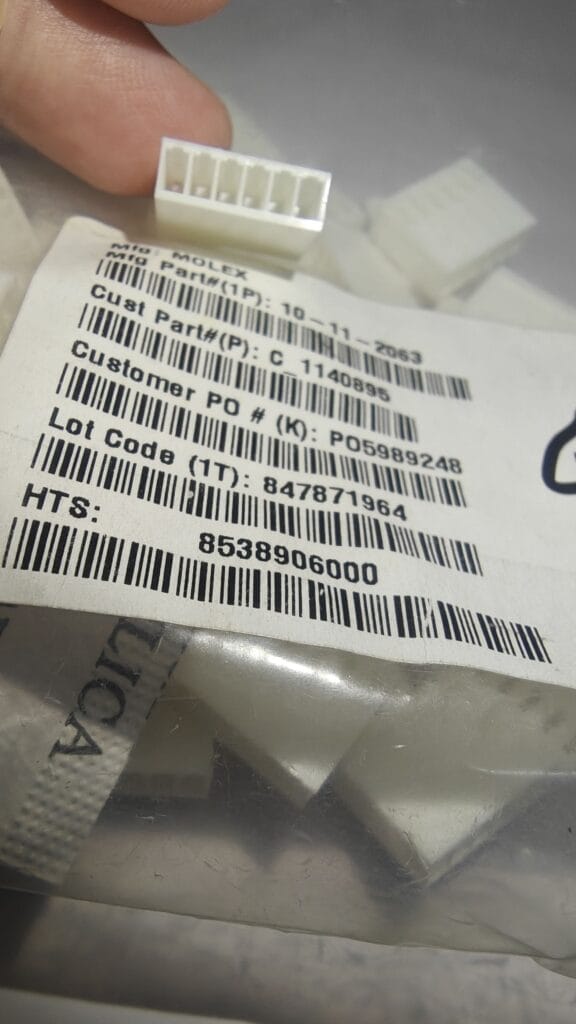 Mfg: MOLEX
Mfg Part#(1P): 10-11-2063
Cust Part#(P): C_1140895
Customer PO # (K): PO5989248
Lot Code (1T): 847871964
HTS:
8538906000
LICA